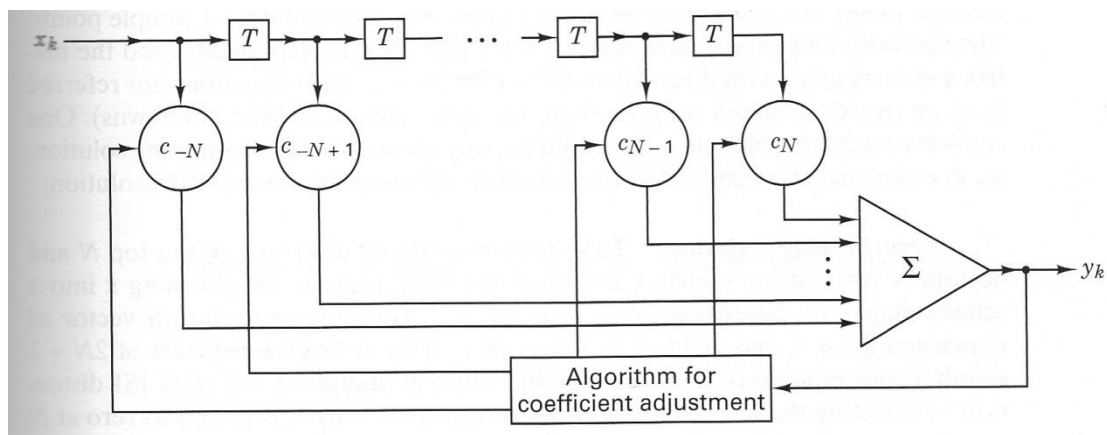 x_k T T ... T T
c_{-N} c_{-N+1} c_{N-1} c_N
Σ y_k
Algorithm for
coefficient adjustment